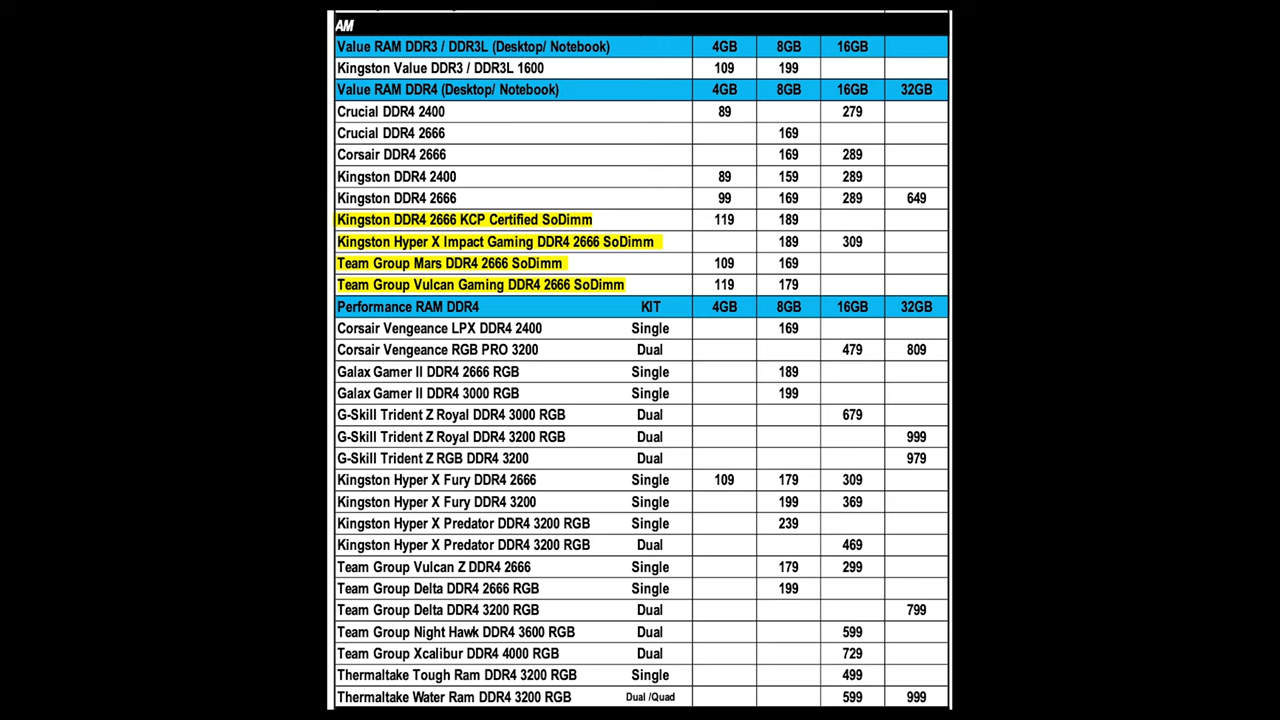 AM
Value RAM DDR3 / DDR3L (Desktop/ Notebook) 4GB 8GB 16GB
Kingston Value DDR3 / DDR3L 1600 109 199
Value RAM DDR4 (Desktop/ Notebook) 4GB 8GB 16GB 32GB
Crucial DDR4 2400 89 279
Crucial DDR4 2666 169
Corsair DDR4 2666 169 289
Kingston DDR4 2400 89 159 289
Kingston DDR4 2666 99 169 289 649
Kingston DDR4 2666 KCP Certified SoDimm 119 189
Kingston Hyper X Impact Gaming DDR4 2666 SoDimm 189 309
Team Group Mars DDR4 2666 SoDimm 109 169
Team Group Vulcan Gaming DDR4 2666 SoDimm 119 179
Performance RAM DDR4 KIT 4GB 8GB 16GB 32GB
Corsair Vengeance LPX DDR4 2400 Single 169
Corsair Vengeance RGB PRO 3200 Dual 479 809
Galax Gamer II DDR4 2666 RGB Single 189
Galax Gamer II DDR4 3000 RGB Single 199
G-Skill Trident Z Royal DDR4 3000 RGB Dual 679
G-Skill Trident Z Royal DDR4 3200 RGB Dual 999
G-Skill Trident Z RGB DDR4 3200 Dual 979
Kingston Hyper X Fury DDR4 2666 Single 109 179 309
Kingston Hyper X Fury DDR4 3200 Single 199 369
Kingston Hyper X Predator DDR4 3200 RGB Single 239
Kingston Hyper X Predator DDR4 3200 RGB Dual 469
Team Group Vulcan Z DDR4 2666 Single 179 299
Team Group Delta DDR4 2666 RGB Single 199
Team Group Delta DDR4 3200 RGB Dual 799
Team Group Night Hawk DDR4 3600 RGB Dual 599
Team Group Xcalibur DDR4 4000 RGB Dual 729
Thermaltake Tough Ram DDR4 3200 RGB Single 499
Thermaltake Water Ram DDR4 3200 RGB Dual /Quad 599 999